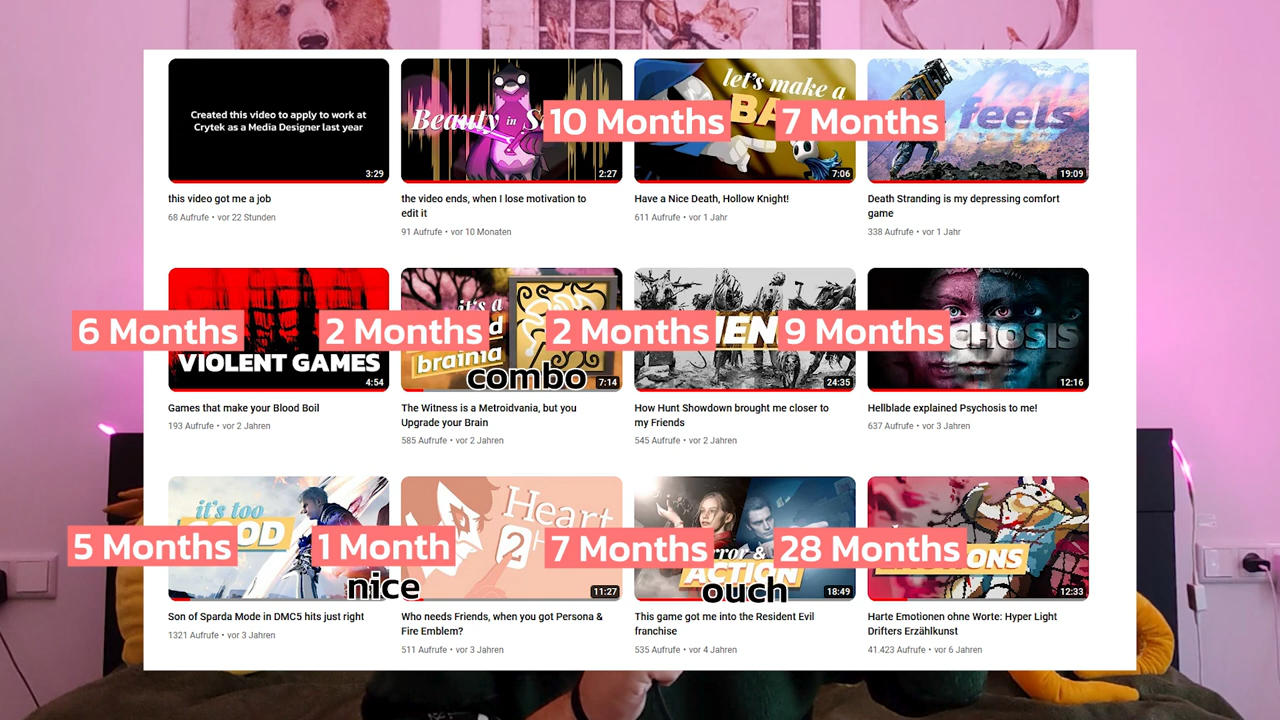 Created this video to apply to work at
Crytek as a Media Designer last year
3:29
Beauty in S
2:27
10 Months
let's make a
BA
7:06
7 Months
feels
19:09
this video got me a job
68 Aufrufe • vor 22 Stunden
the video ends, when I lose motivation to
edit it
91 Aufrufe • vor 10 Monaten
Have a Nice Death, Hollow Knight!
611 Aufrufe • vor 1 Jahr
Death Stranding is my depressing comfort
game
338 Aufrufe • vor 1 Jahr
6 Months
VIOLENT GAMES
4:54
2 Months
it's a
d
brainia
combo
7:14
2 Months
IEN
24:35
9 Months
CHOSIS
12:16
Games that make your Blood Boil
193 Aufrufe • vor 2 Jahren
The Witness is a Metroidvania, but you
Upgrade your Brain
585 Aufrufe • vor 2 Jahren
How Hunt Showdown brought me closer to
my Friends
545 Aufrufe • vor 2 Jahren
Hellblade explained Psychosis to me!
637 Aufrufe • vor 3 Jahren
5 Months
it's too
OOD
1 Month
nice
Heart
2
H
11:27
7 Months
rror &
ACTION
ouch
18:49
28 Months
IONS
12:33
Son of Sparda Mode in DMC5 hits just right
1321 Aufrufe • vor 3 Jahren
Who needs Friends, when you got Persona &
Fire Emblem?
511 Aufrufe • vor 3 Jahren
This game got me into the Resident Evil
franchise
535 Aufrufe • vor 4 Jahren
Harte Emotionen ohne Worte: Hyper Light
Drifters Erzählkunst
41.423 Aufrufe • vor 6 Jahren